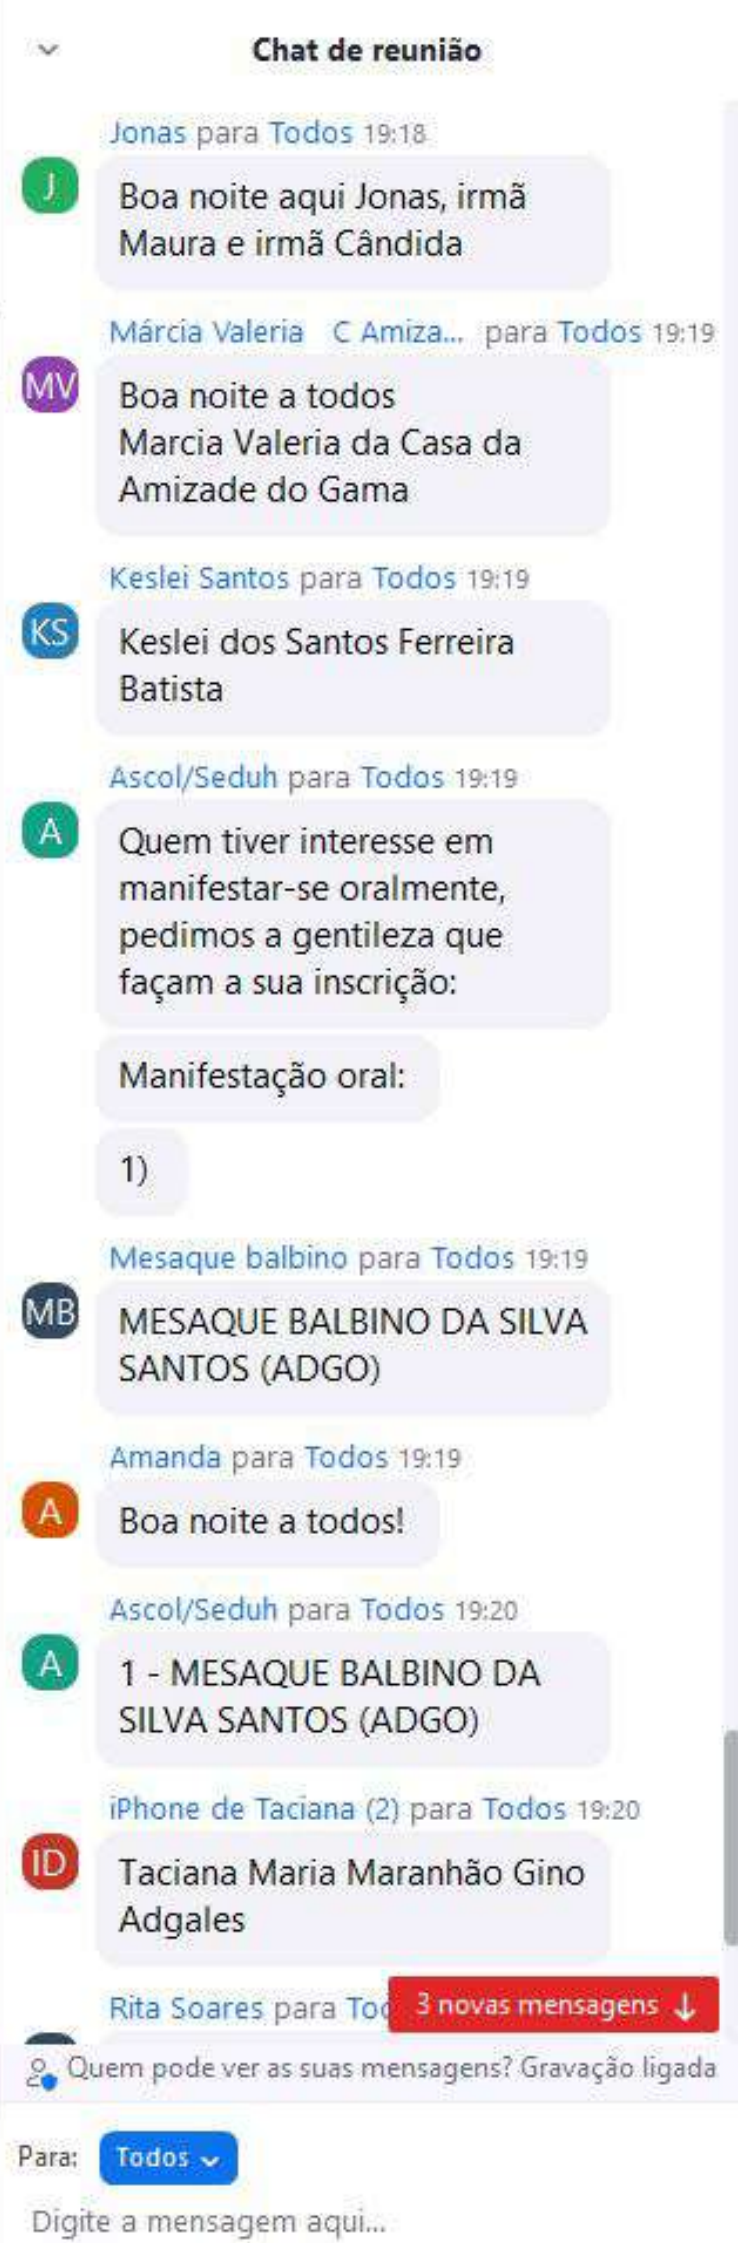 Chat de reunião
Jonas para Todos 19:18
J
Boa noite aqui Jonas, irmã
Maura e irmã Cândida
Márcia Valeria C Amiza... para Todos 19:19
MV
Boa noite a todos
Marcia Valeria da Casa da
Amizade do Gama
Keslei Santos para Todos 19:19
KS
Keslei dos Santos Ferreira
Batista
Ascol/Seduh para Todos 19:19
A
Quem tiver interesse em
manifestar-se oralmente,
pedimos a gentileza que
façam a sua inscrição:
Manifestação oral:
1)
Mesaque balbino para Todos 19:19
MB
MESAQUE BALBINO DA SILVA
SANTOS (ADGO)
Amanda para Todos 19:19
A
Boa noite a todos!
Ascol/Seduh para Todos 19:20
A
1 - MESAQUE BALBINO DA
SILVA SANTOS (ADGO)
iPhone de Taciana (2) para Todos 19:20
ID
Taciana Maria Maranhão Gino
Adgales
Rita Soares para
3 novas mensagens ↓
Quem pode ver as suas mensagens? Gravação ligada
Para: Todos
Digite a mensagem aqui...